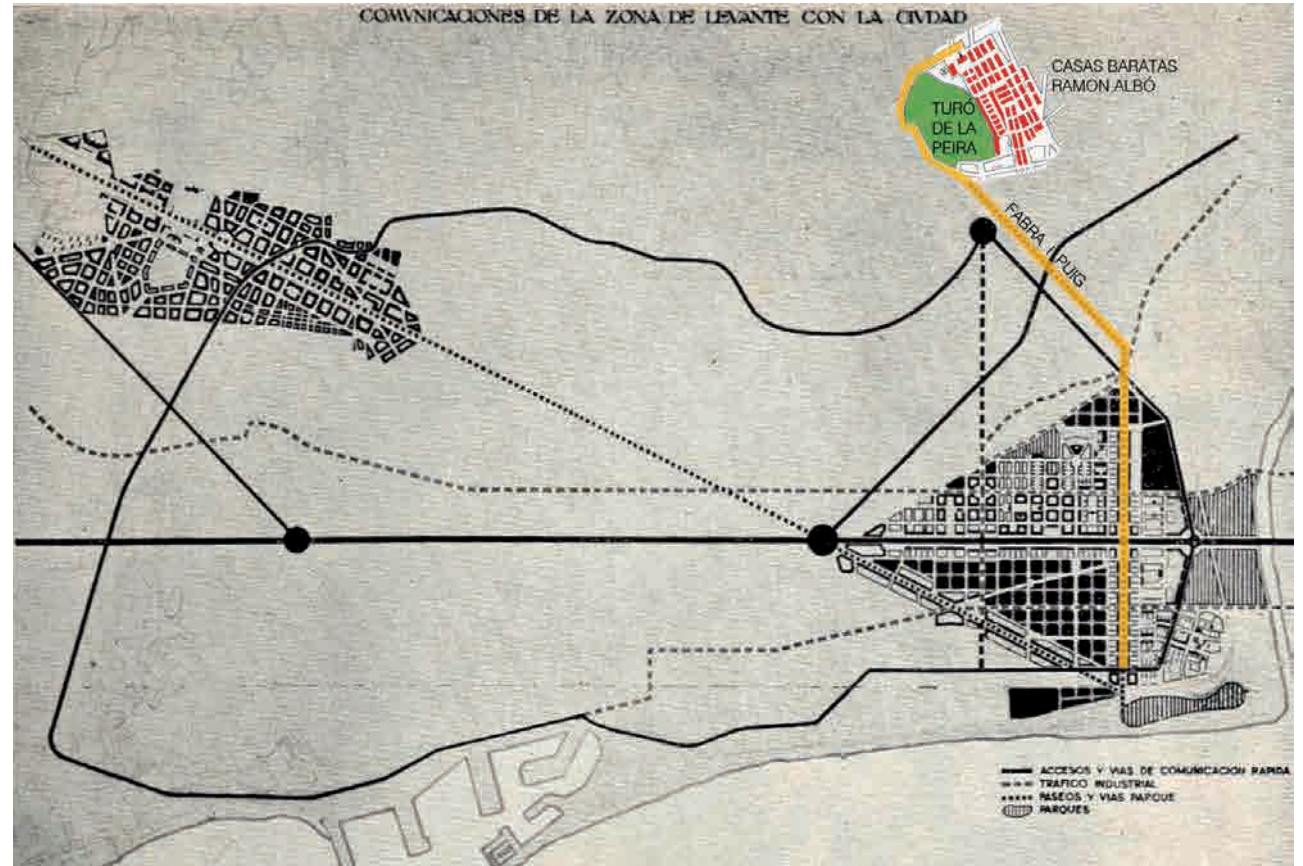 COMVNICACIONES DE LA ZONA DE LEVANTE CON LA CIVDAD
CASAS BARATAS
RAMON ALBÓ
TURÓ
DE LA
PEIRA
FABRA I PUIG
ACCESOS Y VIAS DE COMUNICACION RAPIDA
TRAFICO INDUSTRIAL
PASEOS Y VIAS PARQUE
PARQUES